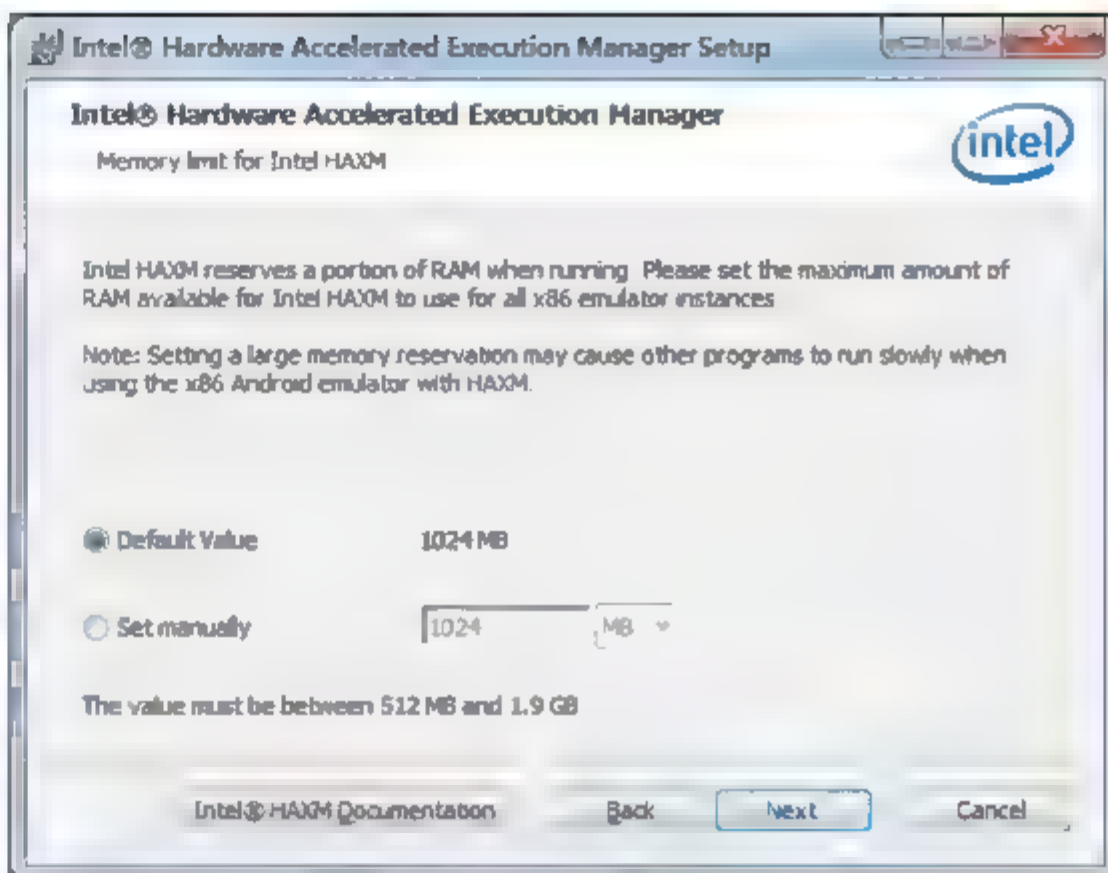 Intel® Hardware Accelerated Execution Manager Setup
Intel® Hardware Accelerated Execution Manager
Memory limit for Intel HAXM
intel
Intel HAXM reserves a portion of RAM when running. Please set the maximum amount of
RAM available for Intel HAXM to use for all x86 emulator instances
Note: Setting a large memory reservation may cause other programs to run slowly when
using the x86 Android emulator with HAXM.
Default Value 1024 MB
Set manually 1024 MB
The value must be between 512 MB and 1.9 GB
Intel® HAXM Documentation Back Next Cancel